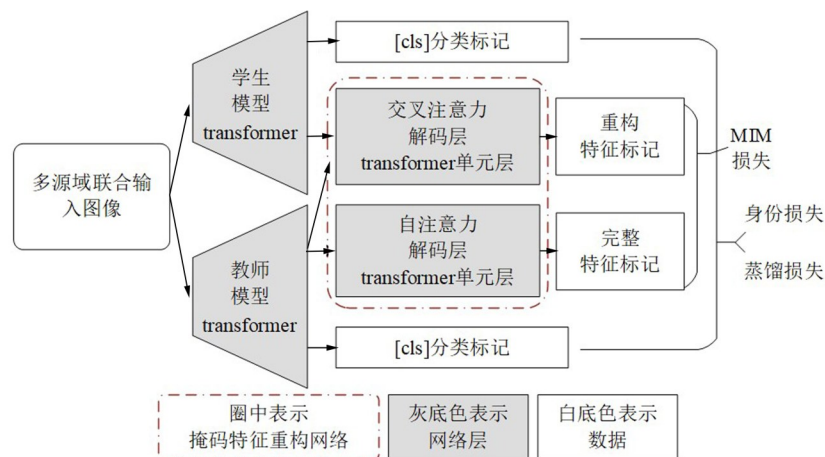 多源域联合输
入图像
学生
模型
transformer
教师
模型
transformer
[cls]分类标记
交叉注意力
解码层
transformer单元层
自注意力
解码层
transformer单元层
[cls]分类标记
重构
特征标记
完整
特征标记
MIM
损失
身份损失
蒸馏损失
圈中表示
掩码特征重构网络
灰底色表示
网络层
白底色表示
数据